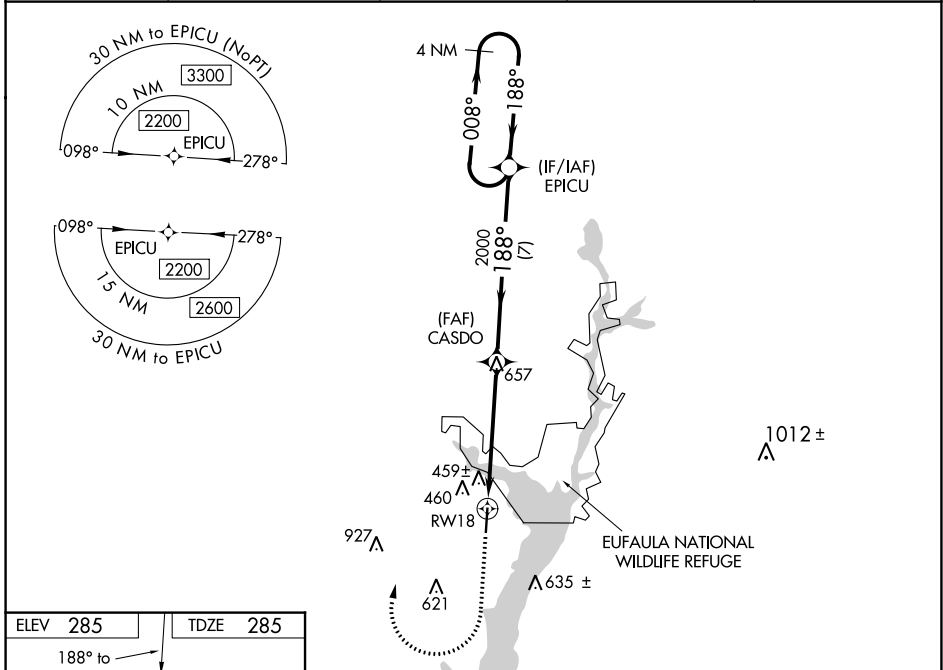 30 NM to EPICU (NoPT)
3300
10 NM
2200
EPICU
098°
278°
098°
278°
EPICU
2200
15 NM
2600
30 NM to EPICU
4 NM
008°
188°
(IF/IAF)
EPICU
2000
188°
(7)
(FAF)
CASDO
657
1012 ±
459±
460
RW18
927
EUFAULA NATIONAL
WILDLIFE REFUGE
621
635 ±
ELEV 285
TDZE 285
188° to